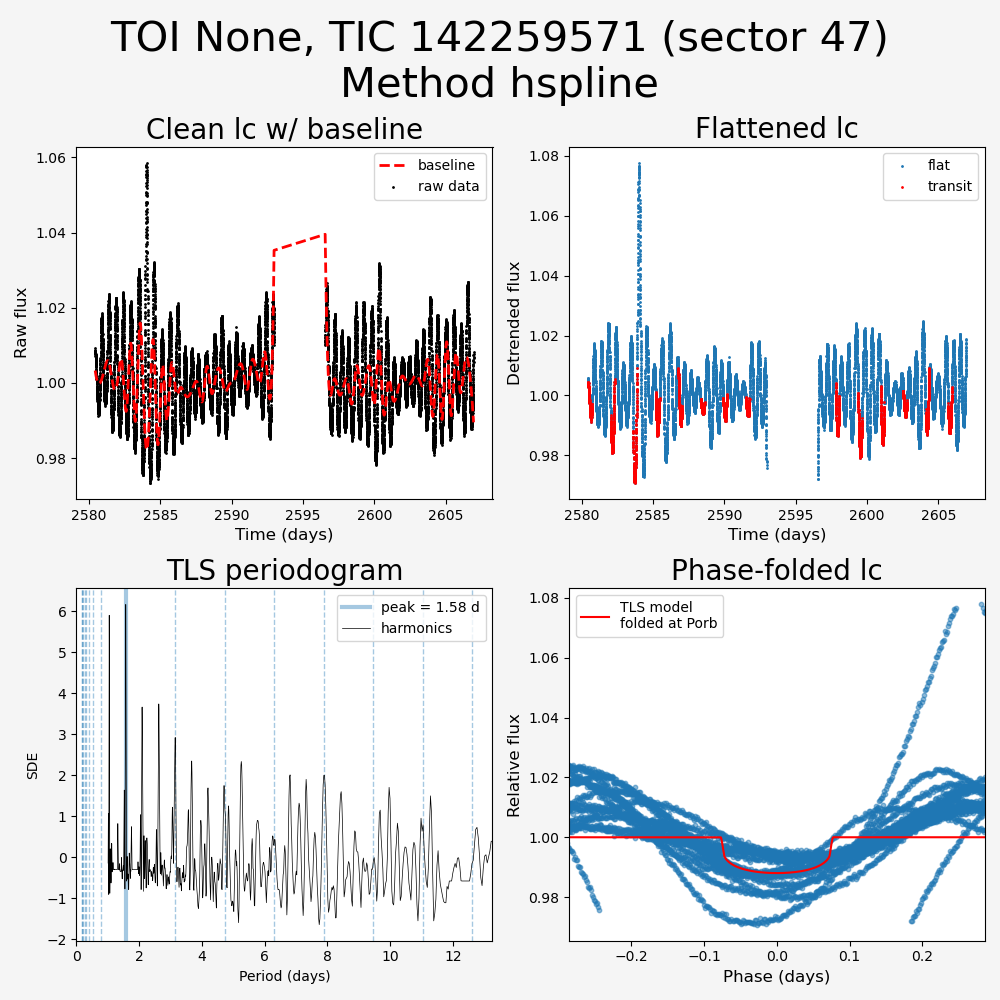 TOI None, TIC 142259571 (sector 47)
Method hspline
Clean lc w/ baseline
1.06
1.04
1.02
1.00
0.98
Raw flux
baseline
raw data
2580
2585
2590
2595
2600
2605
Time (days)
Flattened lc
1.08
1.06
1.04
1.02
1.00
0.98
Detrended flux
flat
transit
2580
2585
2590
2595
2600
2605
Time (days)
TLS periodogram
6
5
4
3
2
1
0
−1
−2
SDE
peak = 1.58 d
harmonics
0
2
4
6
8
10
12
Period (days)
Phase-folded lc
1.08
1.06
1.04
1.02
1.00
0.98
Relative flux
TLS model
folded at Porb
−0.2
−0.1
0.0
0.1
0.2
Phase (days)